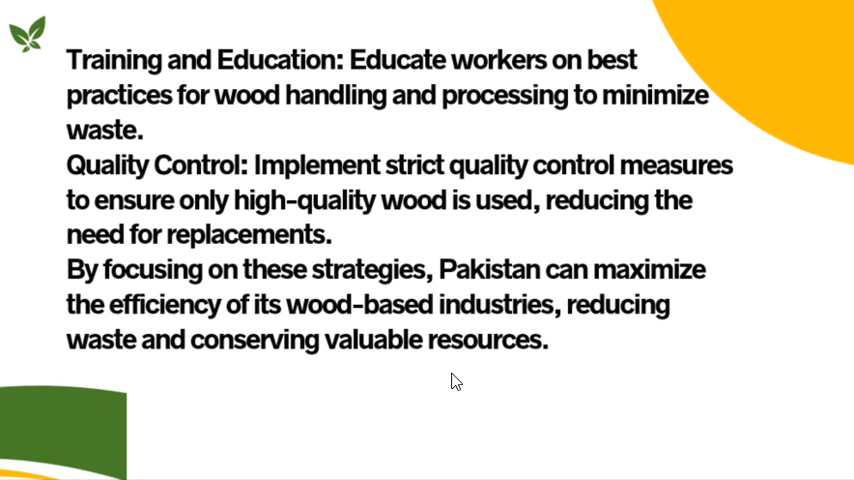 Training and Education: Educate workers on best
practices for wood handling and processing to minimize
waste.
Quality Control: Implement strict quality control measures
to ensure only high-quality wood is used, reducing the
need for replacements.
By focusing on these strategies, Pakistan can maximize
the efficiency of its wood-based industries, reducing
waste and conserving valuable resources.